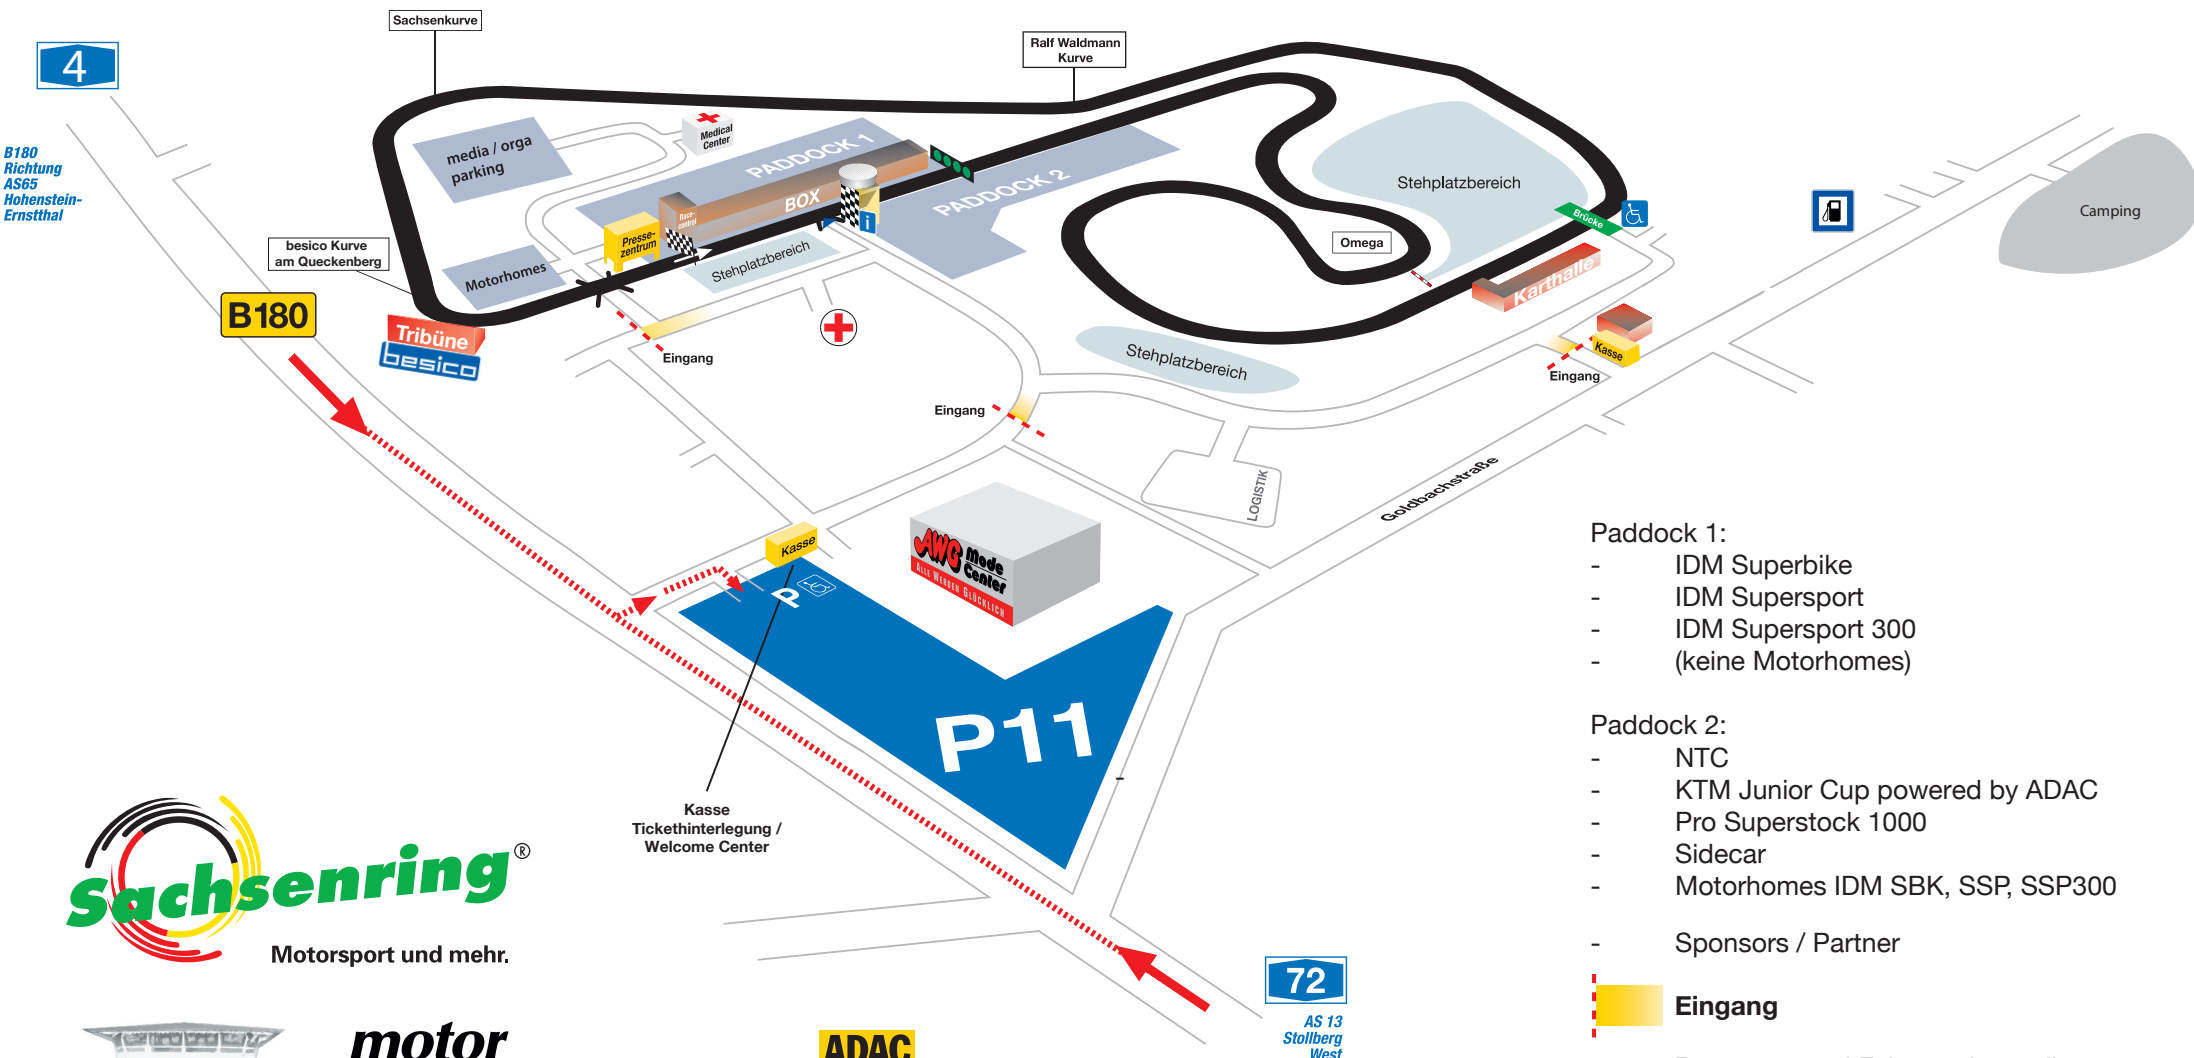 Sachsenkurve
4
Ralf Waldmann
Kurve
B180
Richtung
AS65
Hohenstein-
Ernstthal
media / orga
parking
Medical
Center
PADDOCK 1
BOX
PADDOCK 2
Race-
control
Presse-
zentrum
i
Stehplatzbereich
Stehplatzbereich
Brücke
Camping
besico Kurve
am Queckenberg
Motorhomes
Omega
Karthalle
B180
Tribüne
besico
Eingang
Stehplatzbereich
Kasse
Eingang
Eingang
LOGISTIK
Goldbachstraße
Kasse
P
AWG Mode
Center
ALLE WERDEN GLÜCKLICH
P11
Kasse
Tickethinterlegung /
Welcome Center
Paddock 1:
- IDM Superbike
- IDM Supersport
- IDM Supersport 300
- (keine Motorhomes)
Paddock 2:
- NTC
- KTM Junior Cup powered by ADAC
- Pro Superstock 1000
- Sidecar
- Motorhomes IDM SBK, SSP, SSP300
- Sponsors / Partner
Eingang
Sachsenring®
Motorsport und mehr.
72
AS 13
Stollberg
West
motor
ADAC